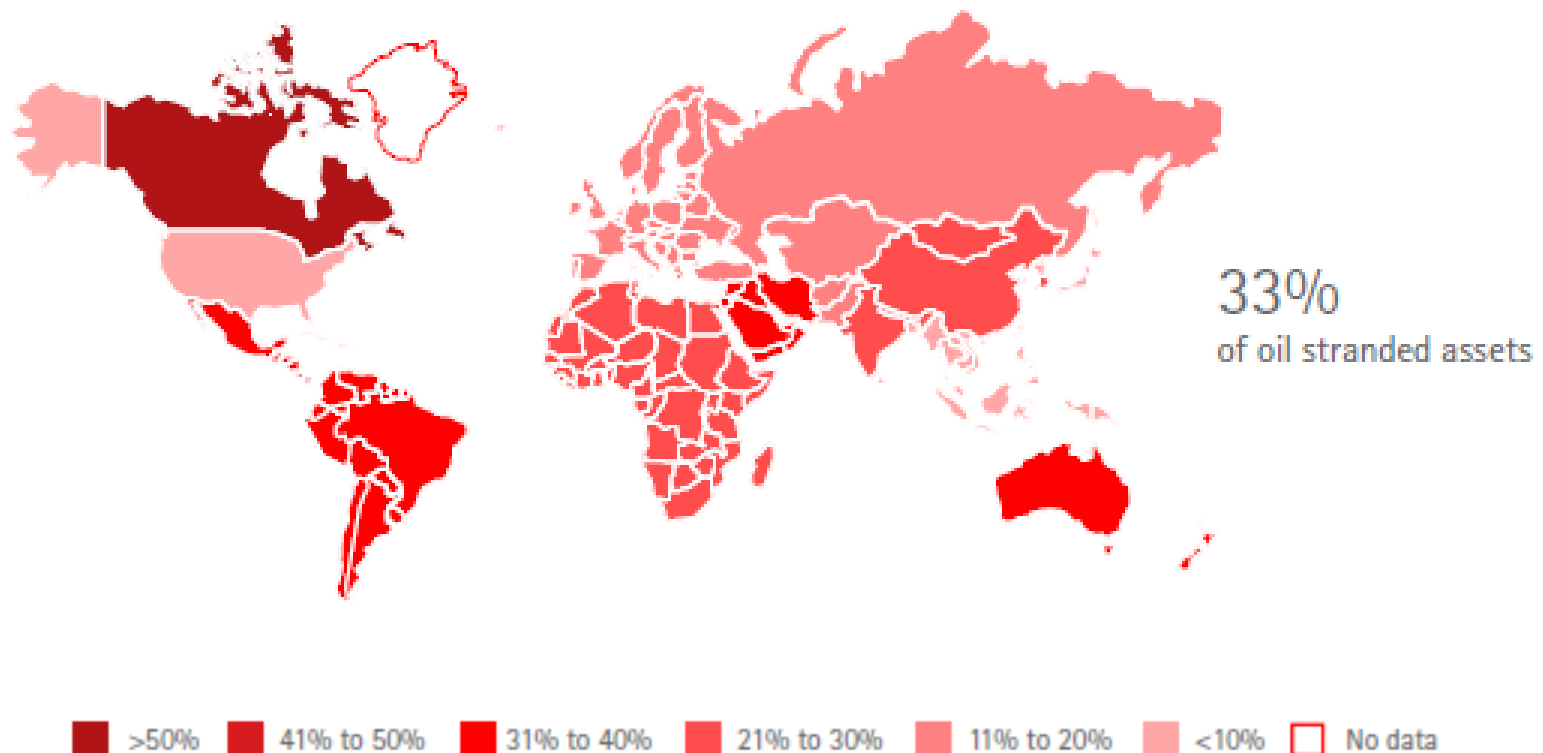 33%
of oil stranded assets
>50% 41% to 50% 31% to 40% 21% to 30% 11% to 20% <10% No data